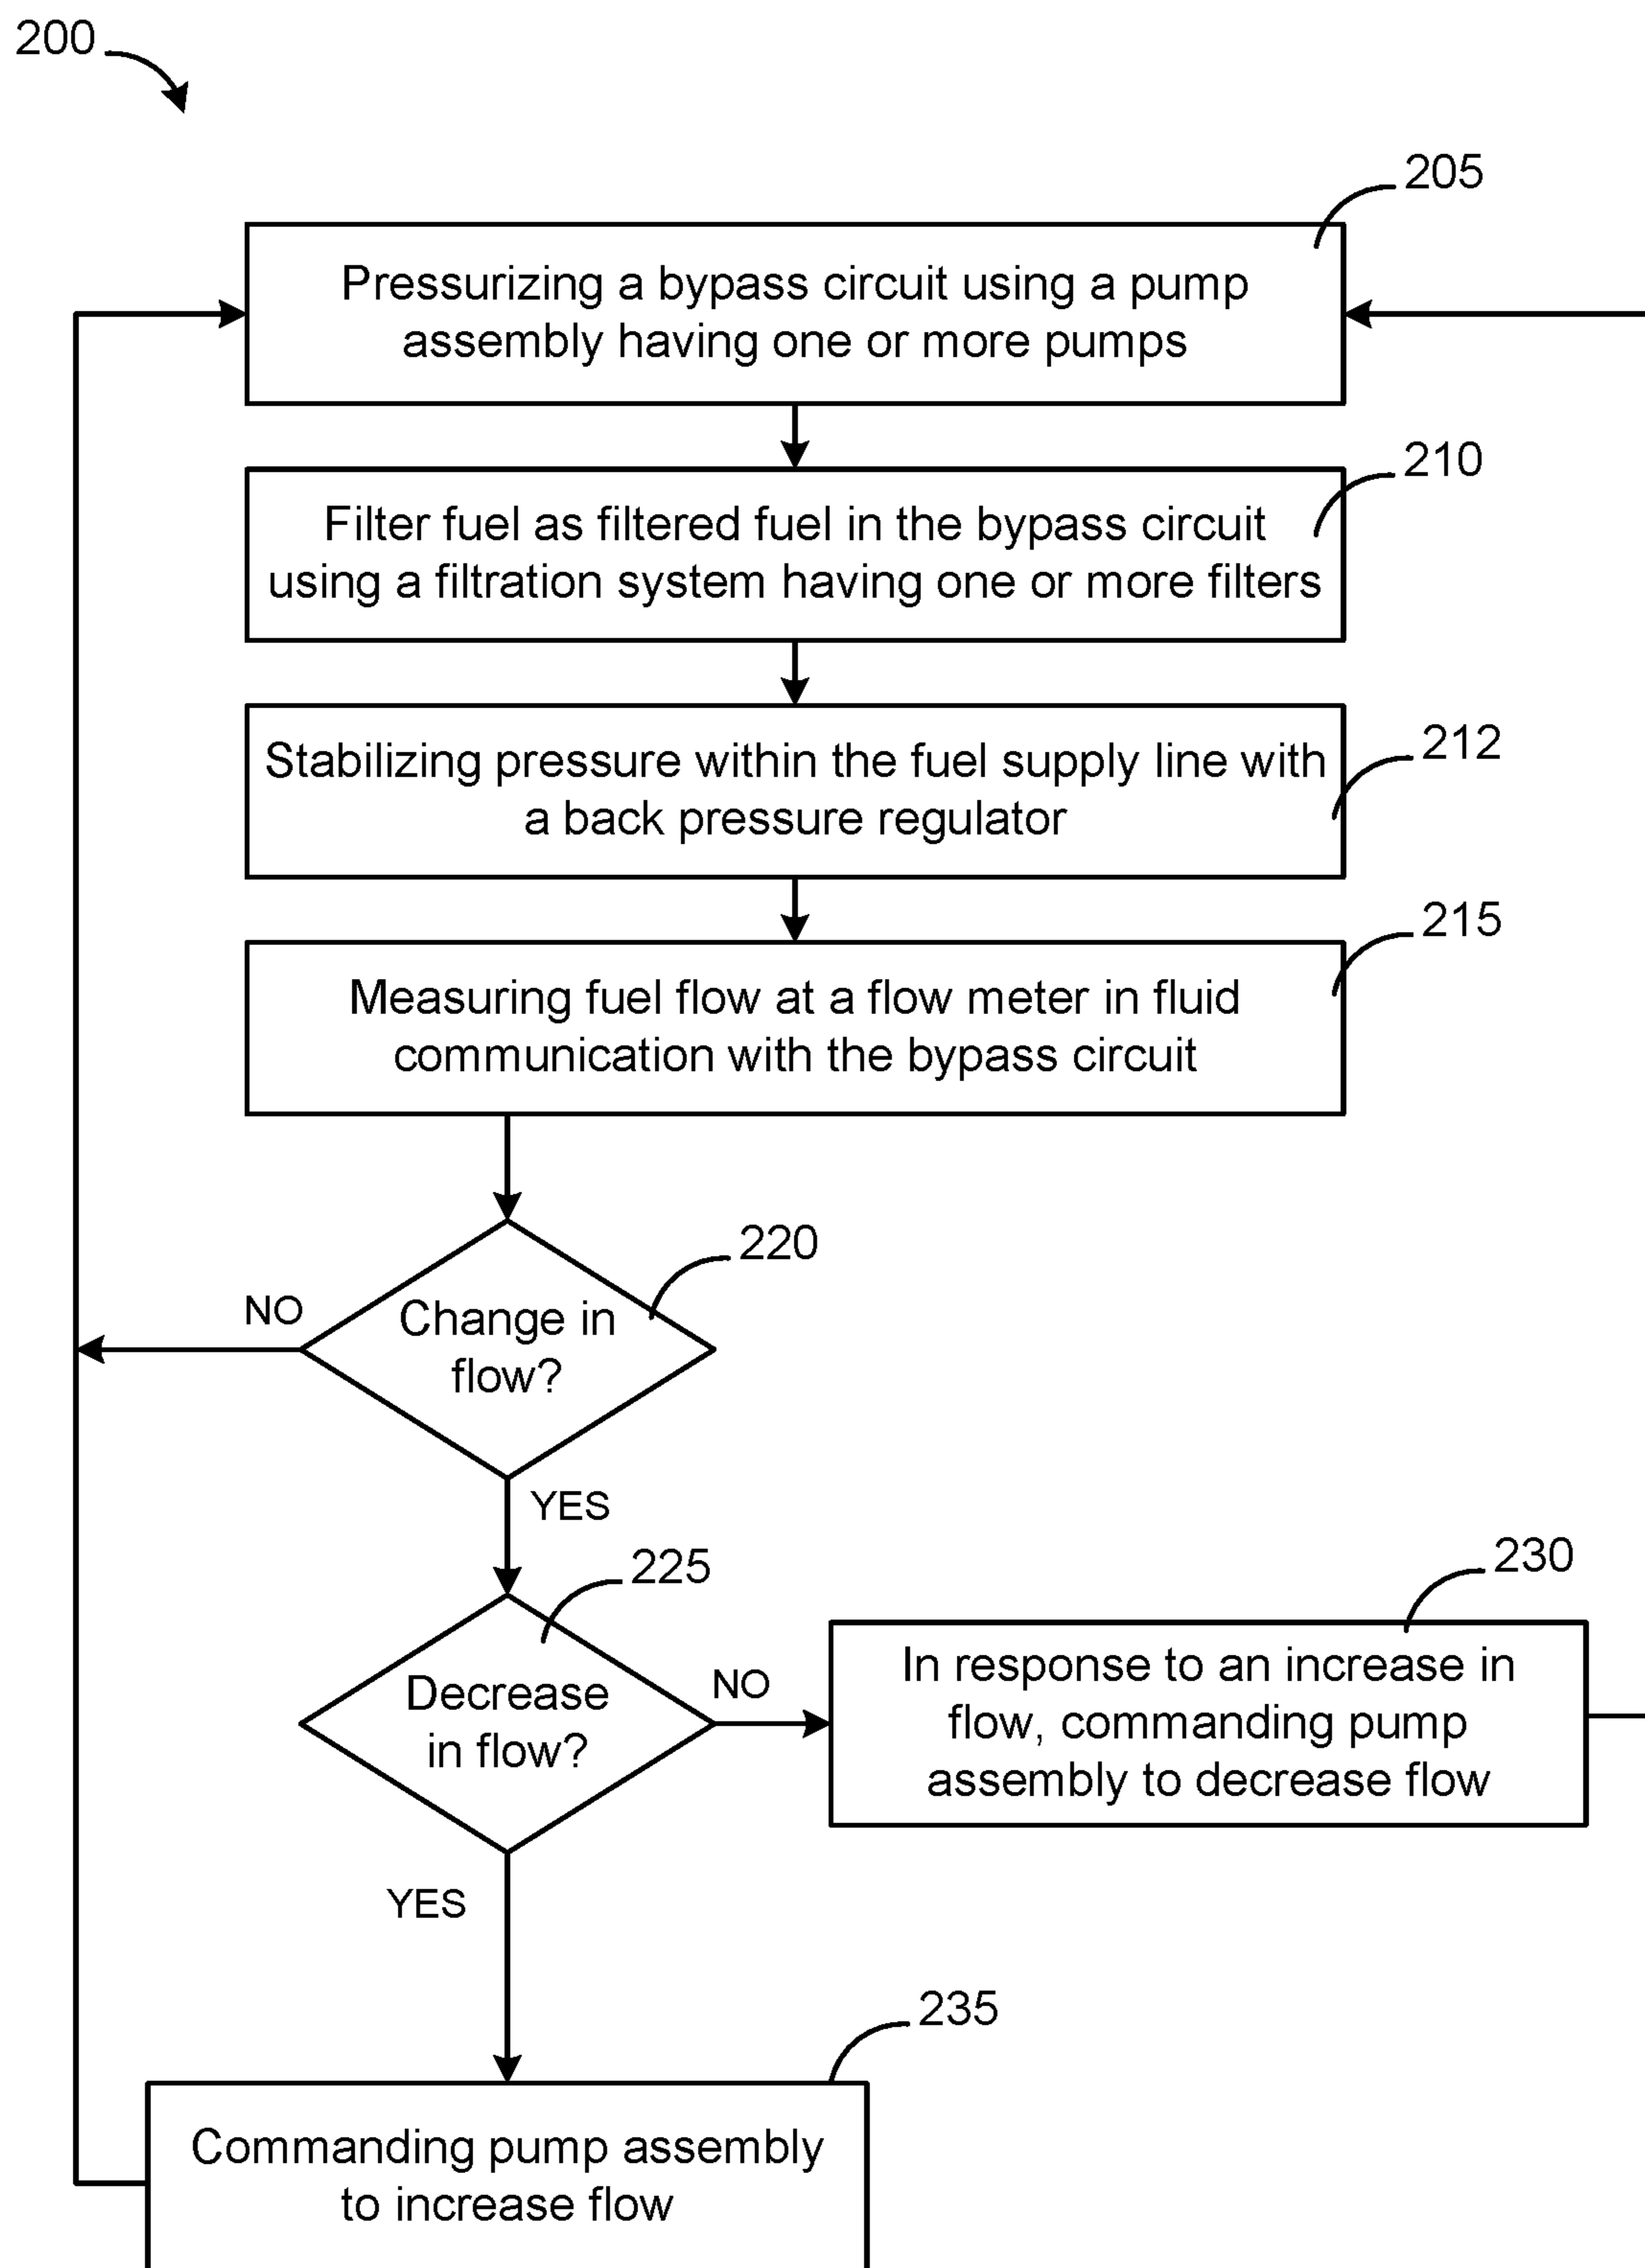 200
205
Pressurizing a bypass circuit using a pump
assembly having one or more pumps
210
Filter fuel as filtered fuel in the bypass circuit
using a filtration system having one or more filters
212
Stabilizing pressure within the fuel supply line with
a back pressure regulator
215
Measuring fuel flow at a flow meter in fluid
communication with the bypass circuit
220
NO
Change in
flow?
YES
225
230
Decrease
in flow?
NO
In response to an increase in
flow, commanding pump
assembly to decrease flow
YES
235
Commanding pump assembly
to increase flow